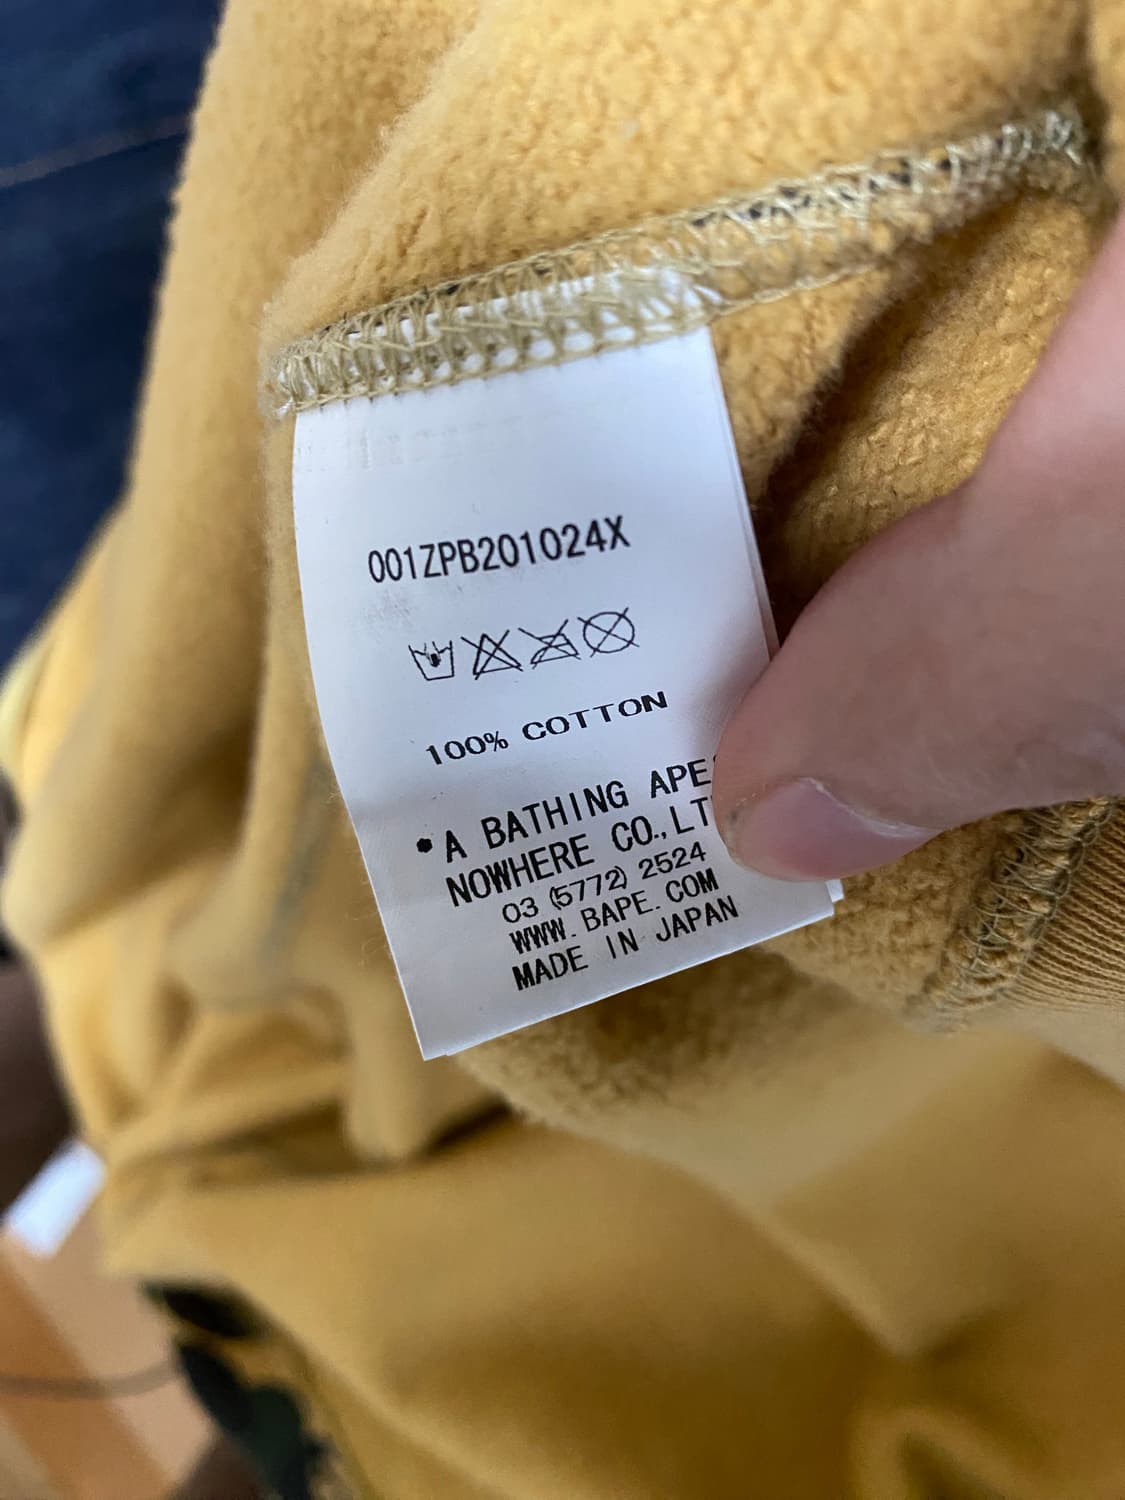 001ZPB201024X
100% COTTON
•A BATHING APE
NOWHERE CO.,LT
03 (5772) 2524
WWW.BAPE.COM
MADE IN JAPAN